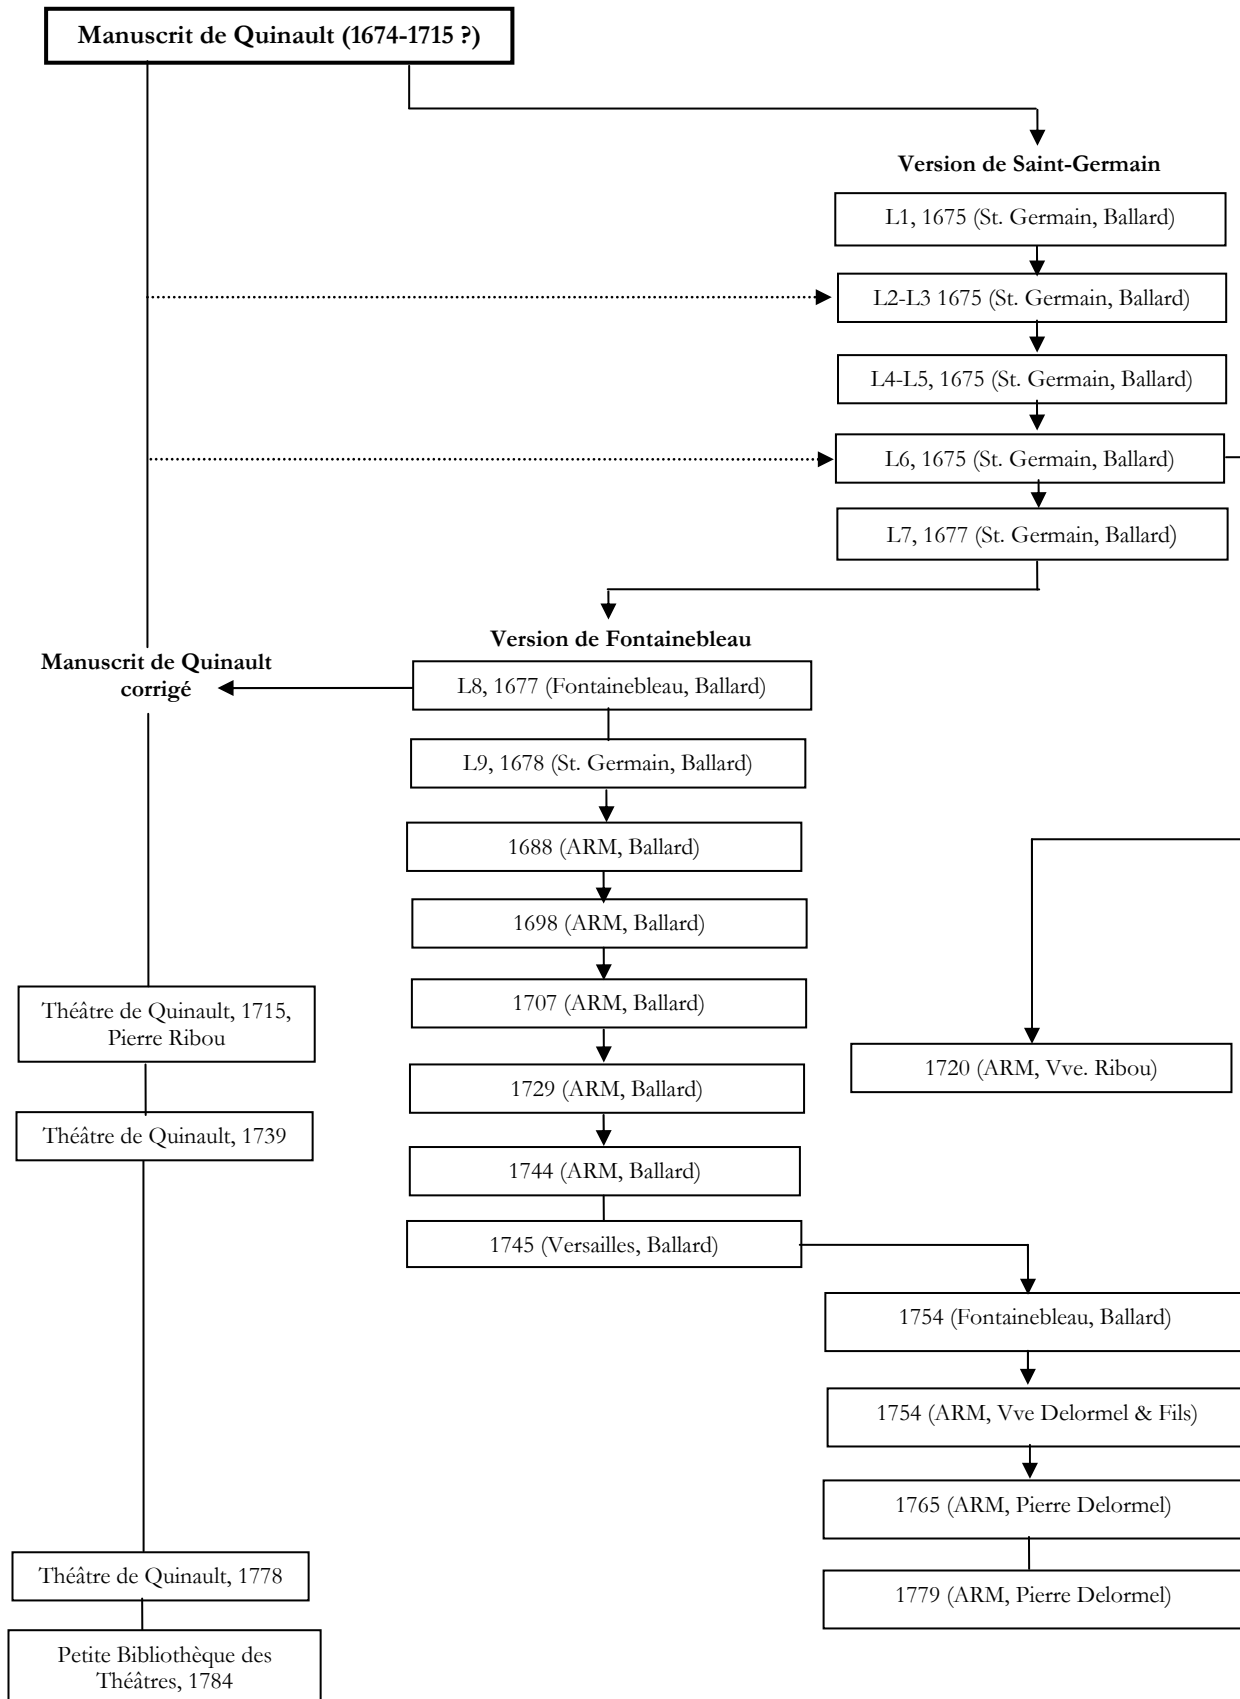 Manuscrit de Quinault (1674-1715 ?)
Version de Saint-Germain
L1, 1675 (St. Germain, Ballard)
L2-L3 1675 (St. Germain, Ballard)
L4-L5, 1675 (St. Germain, Ballard)
L6, 1675 (St. Germain, Ballard)
L7, 1677 (St. Germain, Ballard)
Version de Fontainebleau
Manuscrit de Quinault
corrigé
L8, 1677 (Fontainebleau, Ballard)
L9, 1678 (St. Germain, Ballard)
1688 (ARM, Ballard)
1698 (ARM, Ballard)
1707 (ARM, Ballard)
Théâtre de Quinault, 1715,
Pierre Ribou
1720 (ARM, Vve. Ribou)
1729 (ARM, Ballard)
Théâtre de Quinault, 1739
1744 (ARM, Ballard)
1745 (Versailles, Ballard)
1754 (Fontainebleau, Ballard)
1754 (ARM, Vve Delormel & Fils)
1765 (ARM, Pierre Delormel)
Théâtre de Quinault, 1778
1779 (ARM, Pierre Delormel)
Petite Bibliothèque des
Théâtres, 1784